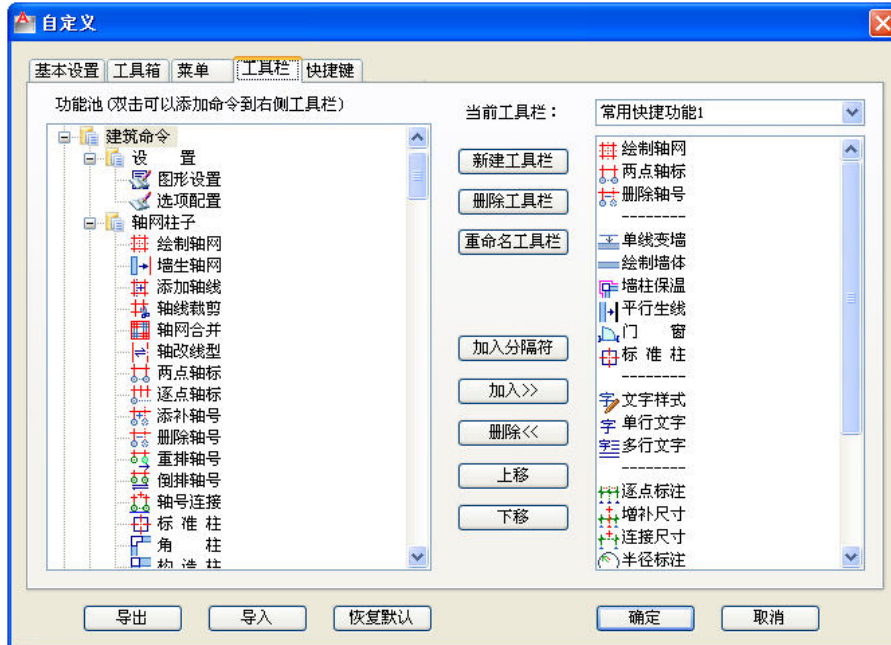 自定义
基本设置 工具箱 菜单 工具栏 快捷键
功能池(双击可以添加命令到右侧工具栏)
建筑命令
设 置
图形设置
选项配置
轴网柱子
绘制轴网
墙生轴网
添加轴线
轴线裁剪
轴网合并
轴改线型
两点轴标
逐点轴标
添补轴号
删除轴号
重排轴号
倒排轴号
轴号连接
标 准 柱
角 柱
构 造 柱
当前工具栏：
常用快捷功能1
新建工具栏
删除工具栏
重命名工具栏
加入分隔符
加入>>
删除<<
上移
下移
绘制轴网
两点轴标
删除轴号
--------
单线变墙
绘制墙体
墙柱保温
平行生线
门 窗
标 准 柱
--------
文字样式
单行文字
多行文字
--------
逐点标注
增补尺寸
连接尺寸
半径标注
导出 导入 恢复默认 确定 取消